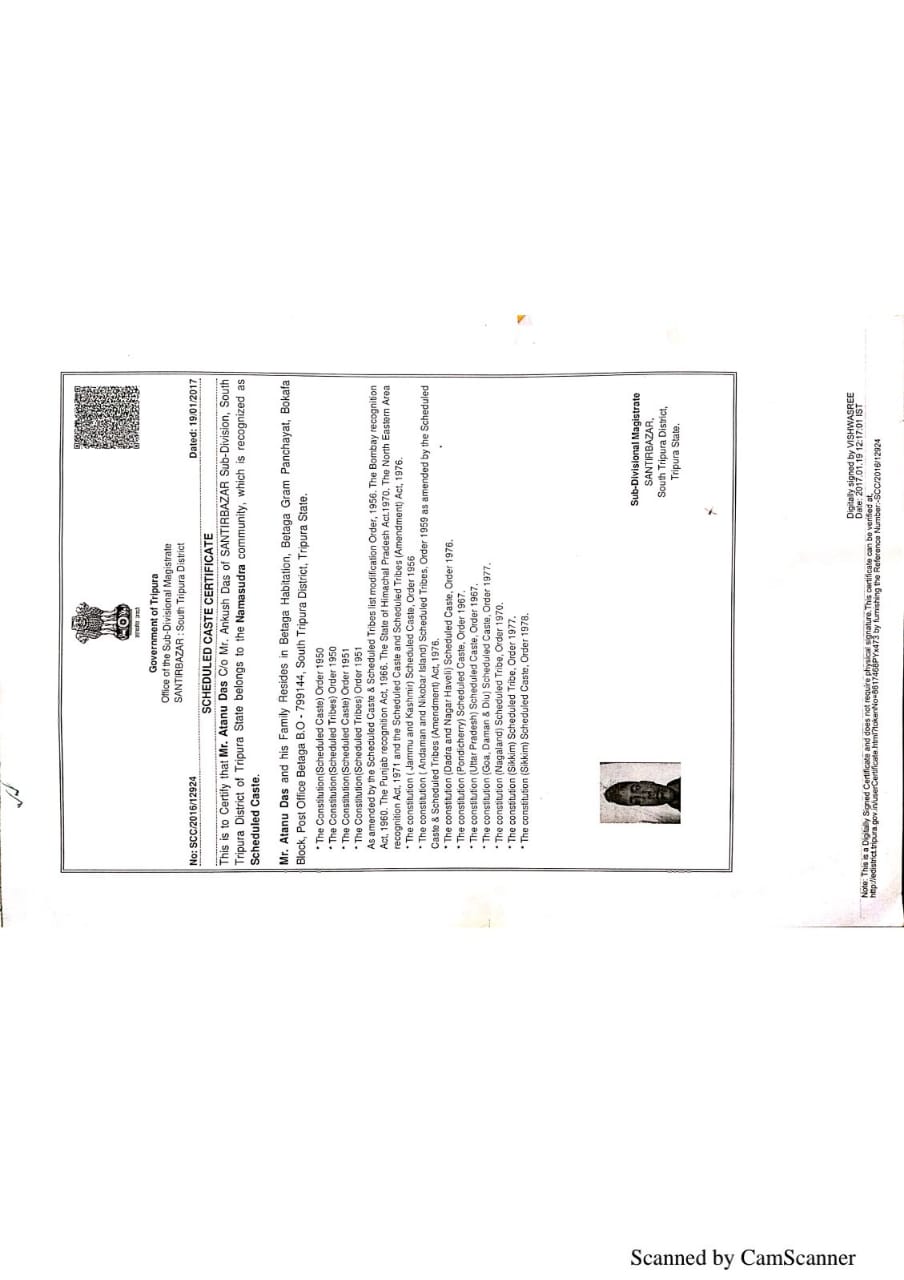 Government of Tripura
Office of the Sub-Divisional Magistrate
SANTIRBAZAR : South Tripura District
No: SCC/2016/12924 Dated: 19/01/2017
SCHEDULED CASTE CERTIFICATE
This is to Certify that Mr. Atanu Das C/o Mr. Ankush Das of SANTIRBAZAR Sub-Division, South
Tripura District of Tripura State belongs to the Namasudra community, which is recognized as
Scheduled Caste.
Mr. Atanu Das and his Family Resides in Betaga Habitation, Betaga Gram Panchayat, Bokafa
Block, Post Office Betaga B.O - 799144, South Tripura District, Tripura State.
* The Constitution(Scheduled Caste) Order 1950
* The Constitution(Scheduled Tribes) Order 1950
* The Constitution(Scheduled Caste) Order 1951
* The Constitution(Scheduled Tribes) Order 1951
As amended by the Scheduled Caste & Scheduled Tribes list modification Order, 1956. The Bombay recognition
Act, 1960. The Punjab recognition Act, 1966. The State of Himachal Pradesh Act.1970. The North Eastern Area
recognition Act, 1971 and the Scheduled Caste and Scheduled Tribes (Amendment) Act, 1976.
* The constitution ( Jammu and Kashmir) Scheduled Caste, Order 1956
* The constitution ( Andaman and Nikobar Island) Scheduled Tribes, Order 1959 as amended by the Scheduled
Caste & Scheduled Tribes (Amendment) Act, 1976.
* The constitution (Dadra and Nagar Haveli) Scheduled Caste, Order 1976.
* The constitution (Pondicherry) Scheduled Caste, Order 1967.
* The constitution (Uttar Pradesh) Scheduled Caste, Order 1967.
* The constitution (Goa, Daman & Diu) Scheduled Caste, Order 1977.
* The constitution (Nagaland) Scheduled Tribe, Order 1970.
* The constitution (Sikkim) Scheduled Tribe, Order 1977.
* The constitution (Sikkim) Scheduled Caste, Order 1978.
Sub-Divisional Magistrate
SANTIRBAZAR,
South Tripura District,
Tripura State.
Digitally signed by VISHWASREE
Date: 2017.01.19 12:17:01 IST
Note: This is a Digitally Signed Certificate and does not require physical signature. This certificate can be verified at,
by furnishing the Reference Number:-SCC/2016/12924
Scanned by CamScanner